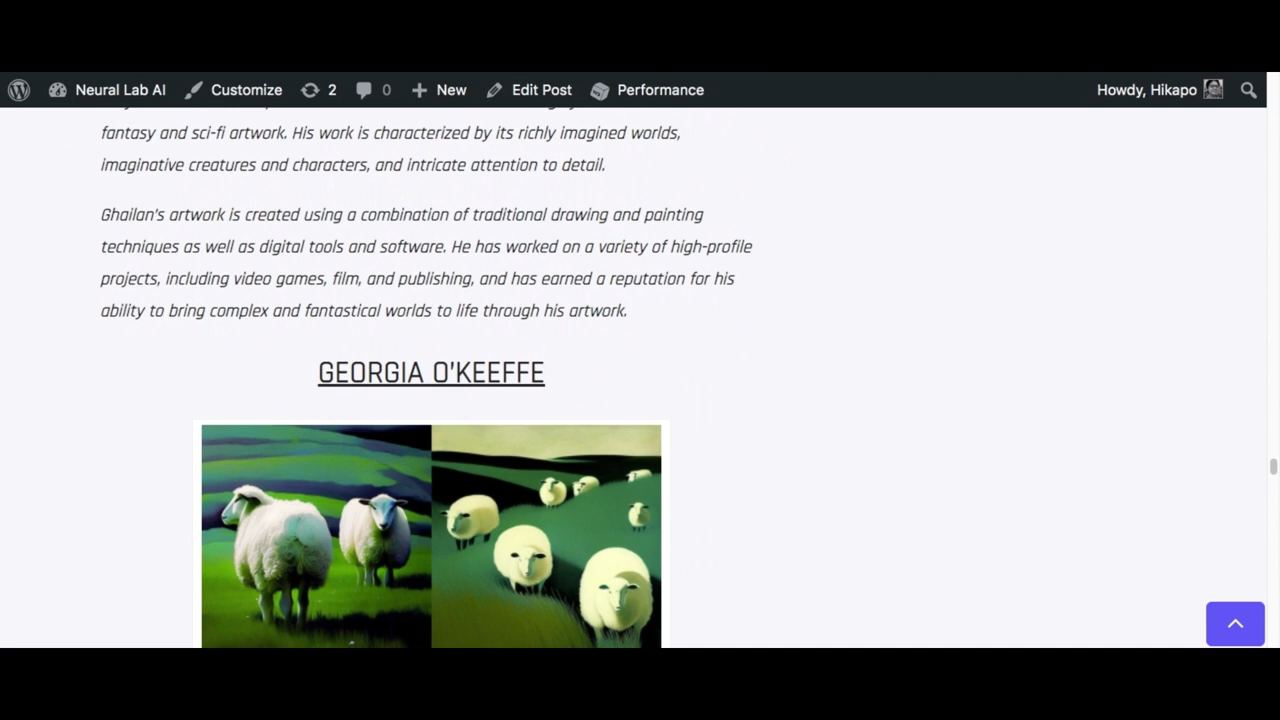 Neural Lab AI Customize 2 0 New Edit Post Performance Howdy, Hikapo
fantasy and sci-fi artwork. His work is characterized by its richly imagined worlds,
imaginative creatures and characters, and intricate attention to detail.
Ghailan's artwork is created using a combination of traditional drawing and painting
techniques as well as digital tools and software. He has worked on a variety of high-profile
projects, including video games, film, and publishing, and has earned a reputation for his
ability to bring complex and fantastical worlds to life through his artwork.
GEORGIA O'KEEFFE